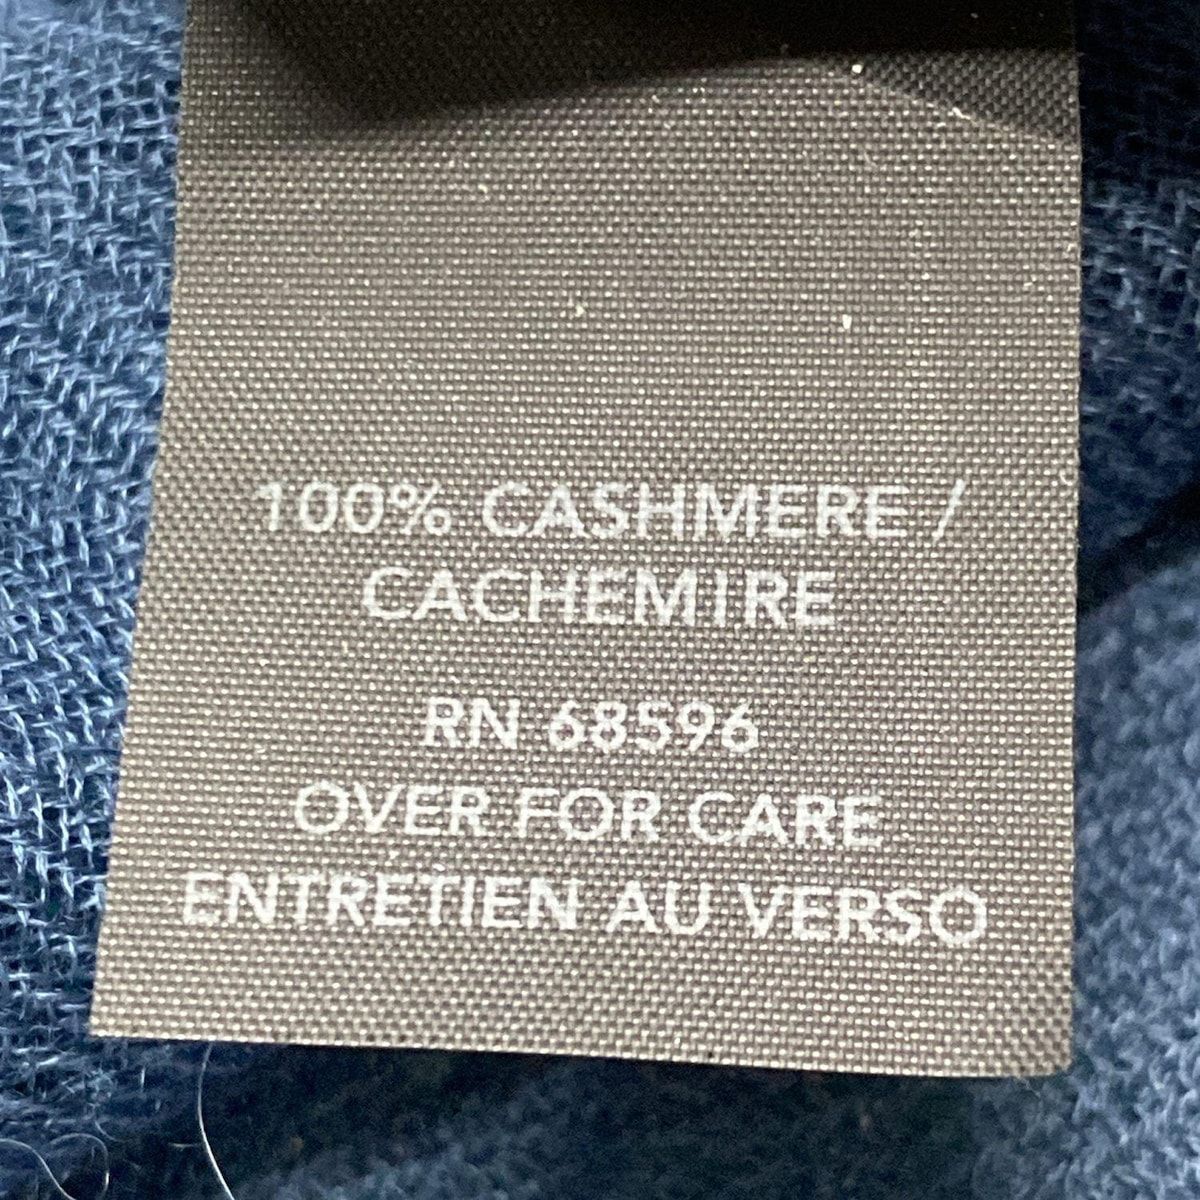 100% CASHMERE /
CACHEMIRE
RN 68596
OVER FOR CARE
ENTRETIEN AU VERSO